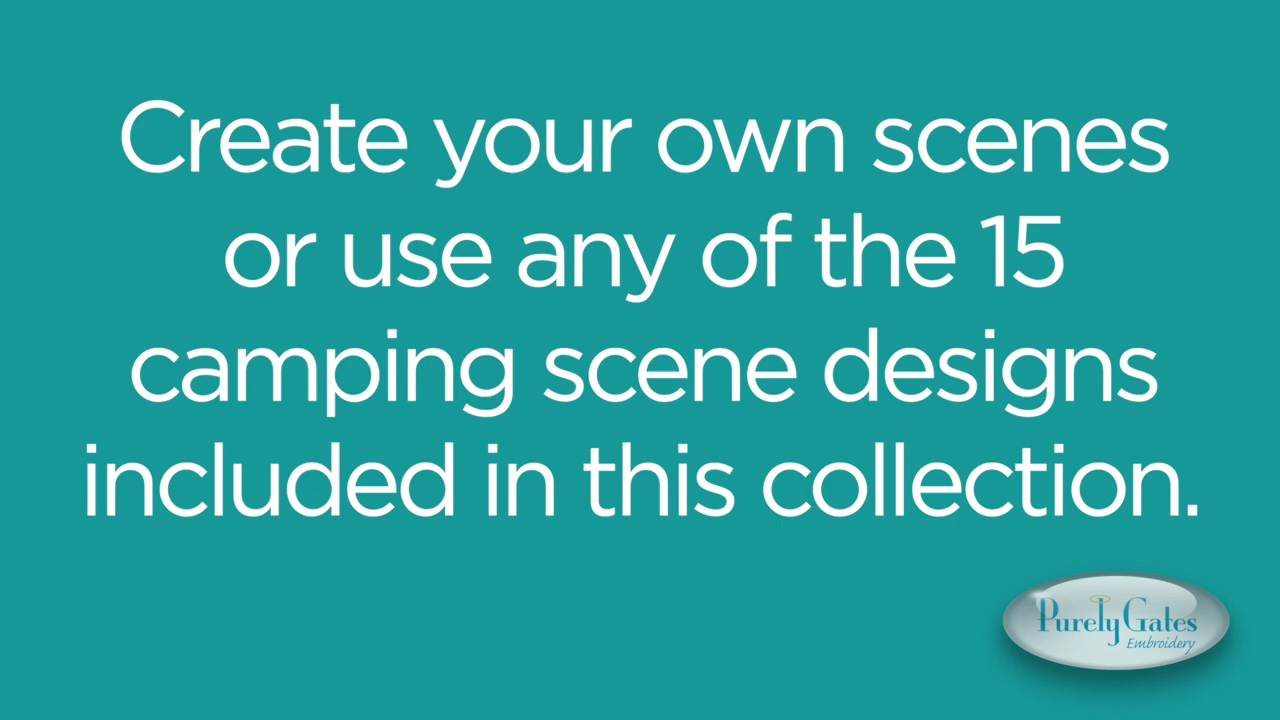 Create your own scenes
or use any of the 15
camping scene designs
included in this collection.
PurelyGates
Embroidery